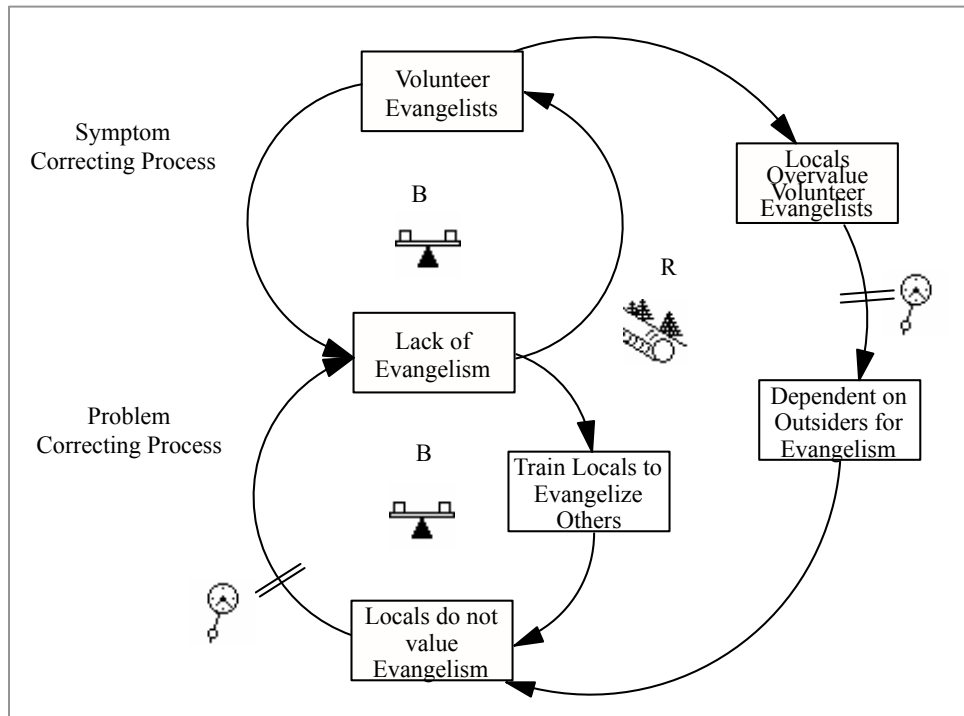 Volunteer
Evangelists
Symptom
Correcting Process
Locals
Overvalue
Volunteer
Evangelists
B
R
Lack of
Evangelism
Problem
Correcting Process
Dependent on
Outsiders for
Evangelism
B
Train Locals to
Evangelize
Others
Locals do not
value
Evangelism